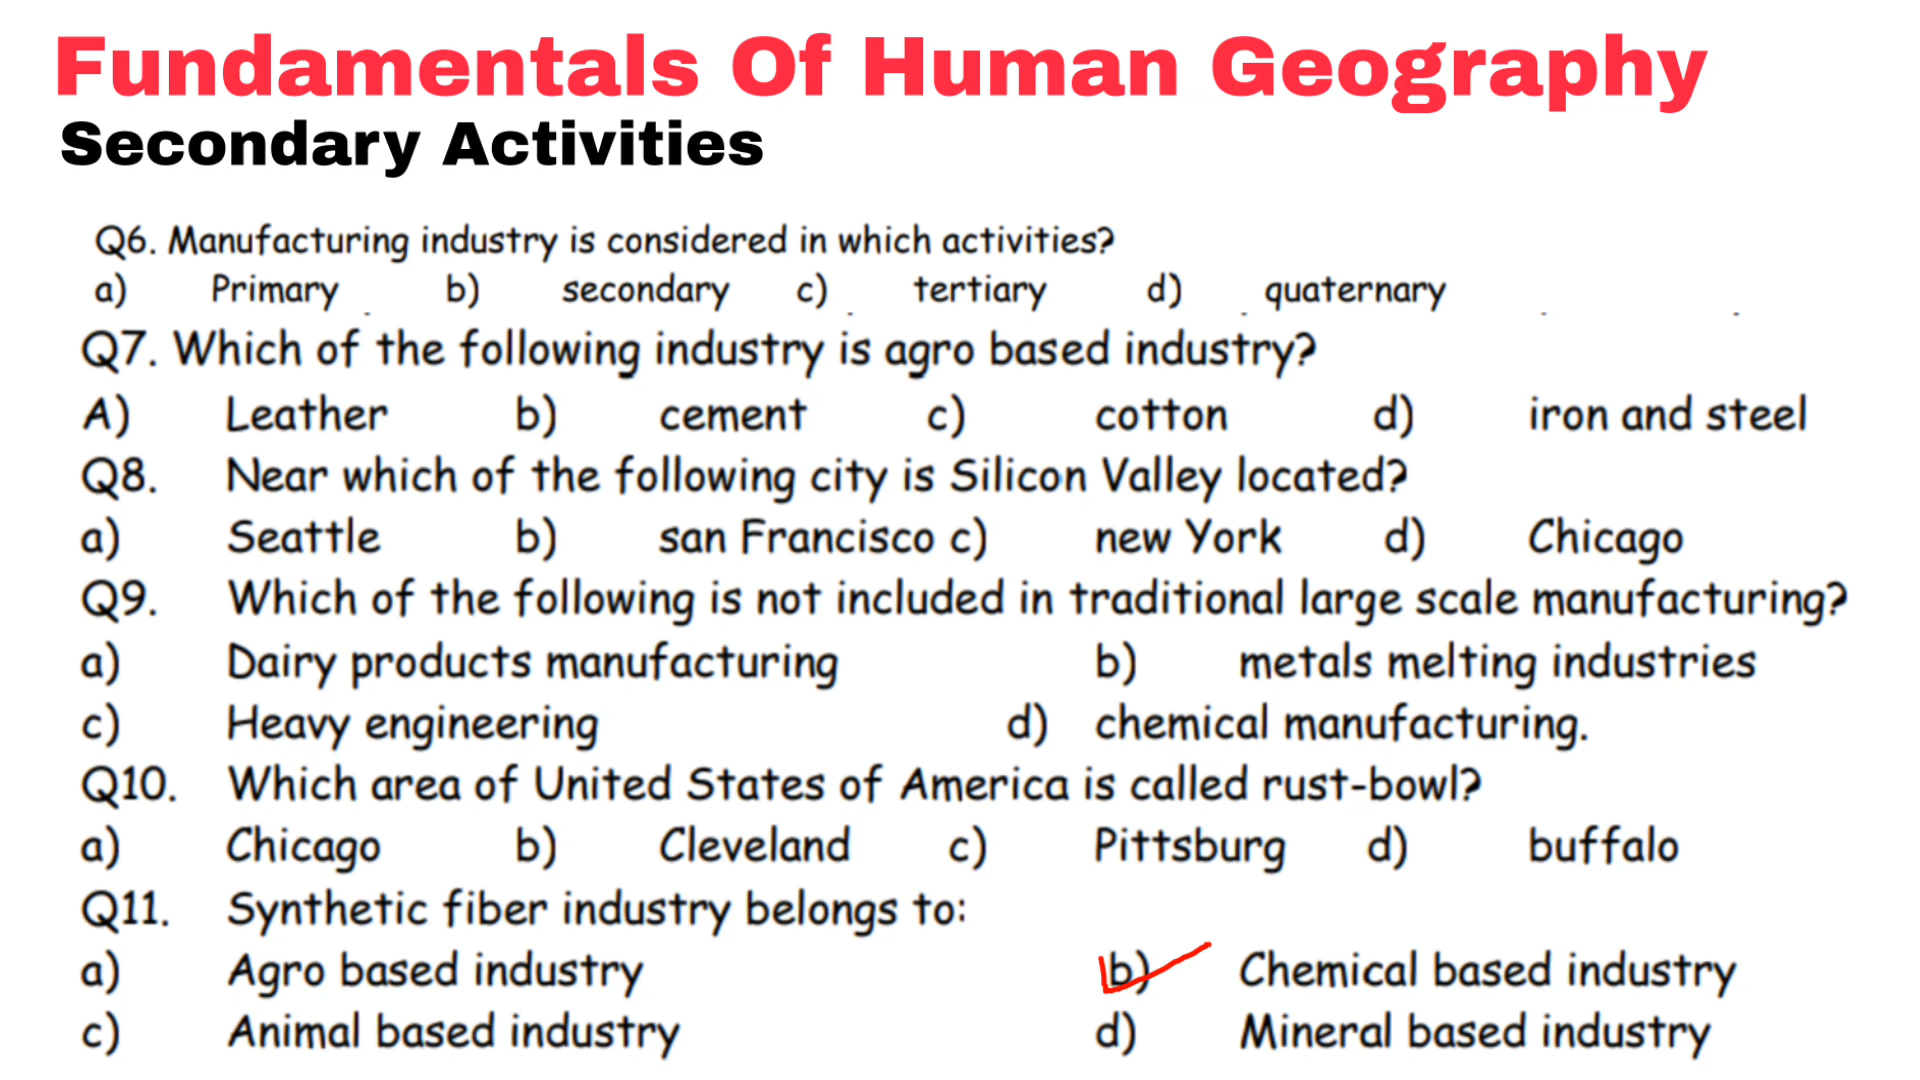 Fundamentals Of Human Geography
Secondary Activities
Q6. Manufacturing industry is considered in which activities?
a) Primary b) secondary c) tertiary d) quaternary
Q7. Which of the following industry is agro based industry?
A) Leather b) cement c) cotton d) iron and steel
Q8. Near which of the following city is Silicon Valley located?
a) Seattle b) san Francisco c) new York d) Chicago
Q9. Which of the following is not included in traditional large scale manufacturing?
a) Dairy products manufacturing b) metals melting industries
c) Heavy engineering d) chemical manufacturing.
Q10. Which area of United States of America is called rust-bowl?
a) Chicago b) Cleveland c) Pittsburg d) buffalo
Q11. Synthetic fiber industry belongs to:
a) Agro based industry b) Chemical based industry
c) Animal based industry d) Mineral based industry